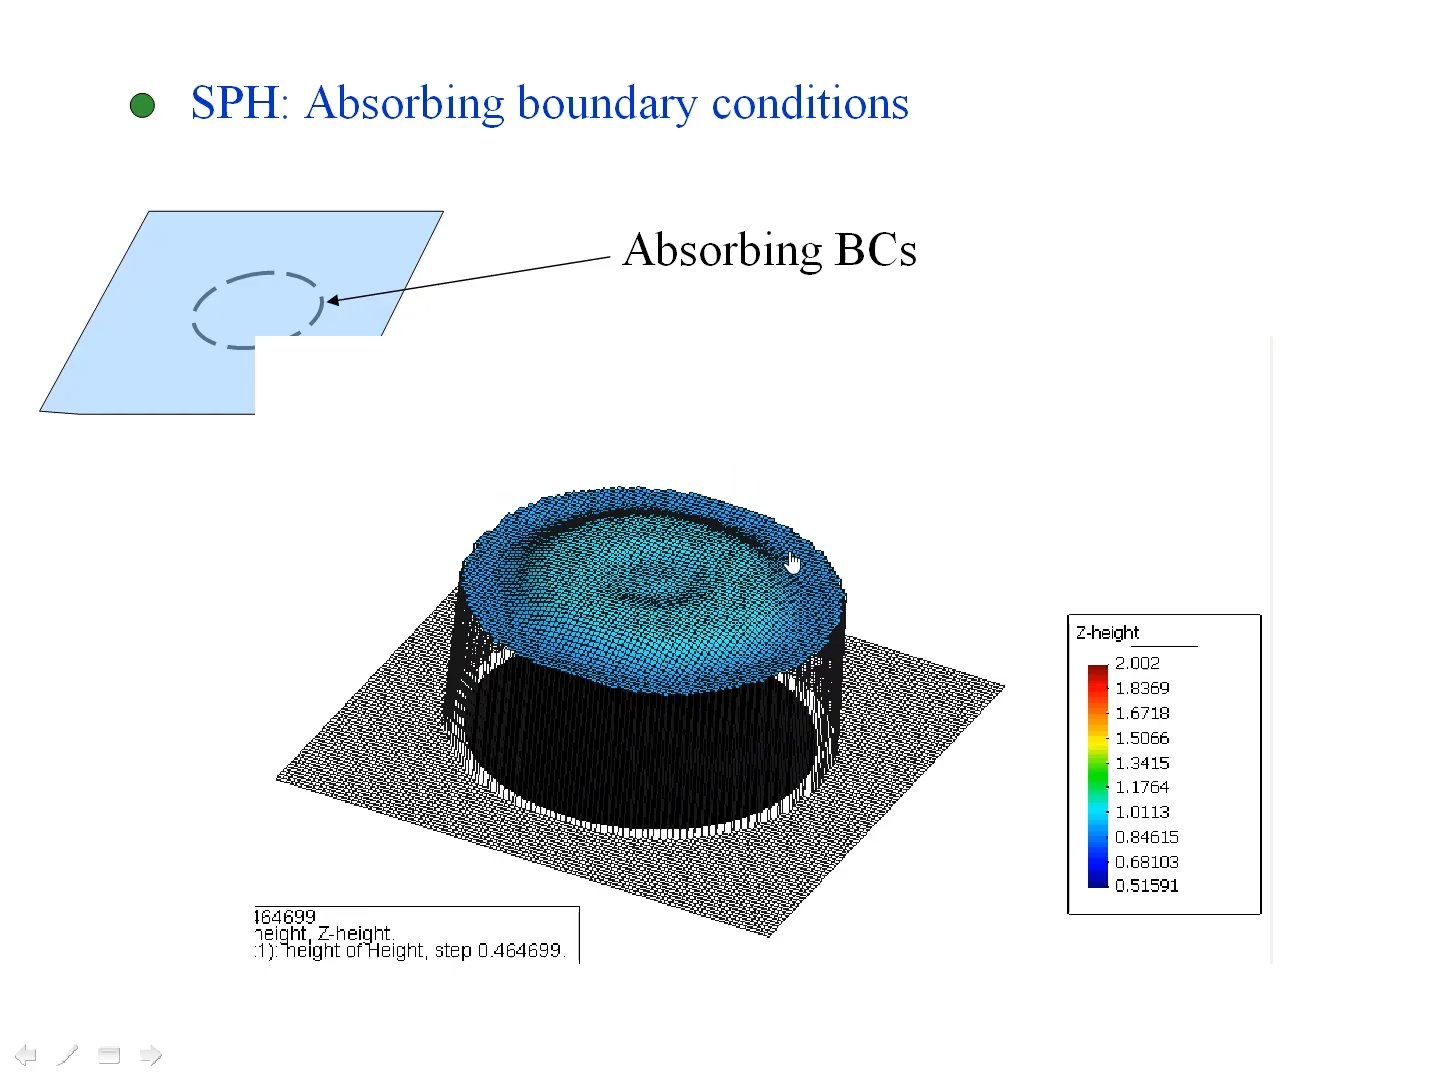 SPH: Absorbing boundary conditions
Absorbing BCs
Z-height
2.002
1.8369
1.6718
1.5066
1.3415
1.1764
1.0113
0.84615
0.68103
0.51591
464699
height, Z-height.
t1): height of Height, step 0.464699.